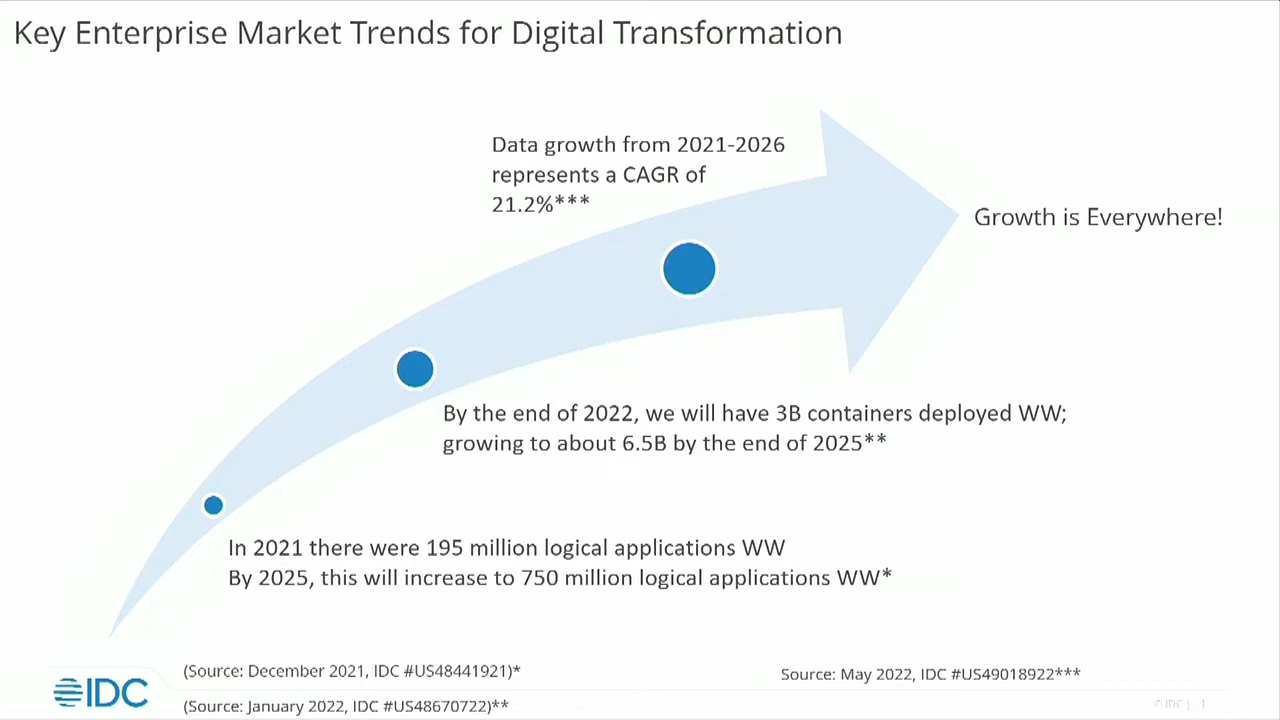 Key Enterprise Market Trends for Digital Transformation
Data growth from 2021-2026
represents a CAGR of
21.2%***
Growth is Everywhere!
By the end of 2022, we will have 3B containers deployed WW;
growing to about 6.5B by the end of 2025**
In 2021 there were 195 million logical applications WW
By 2025, this will increase to 750 million logical applications WW*
IDC
(Source: December 2021, IDC #US48441921)*
(Source: January 2022, IDC #US48670722)**
Source: May 2022, IDC #US49018922***
© IDC | 1